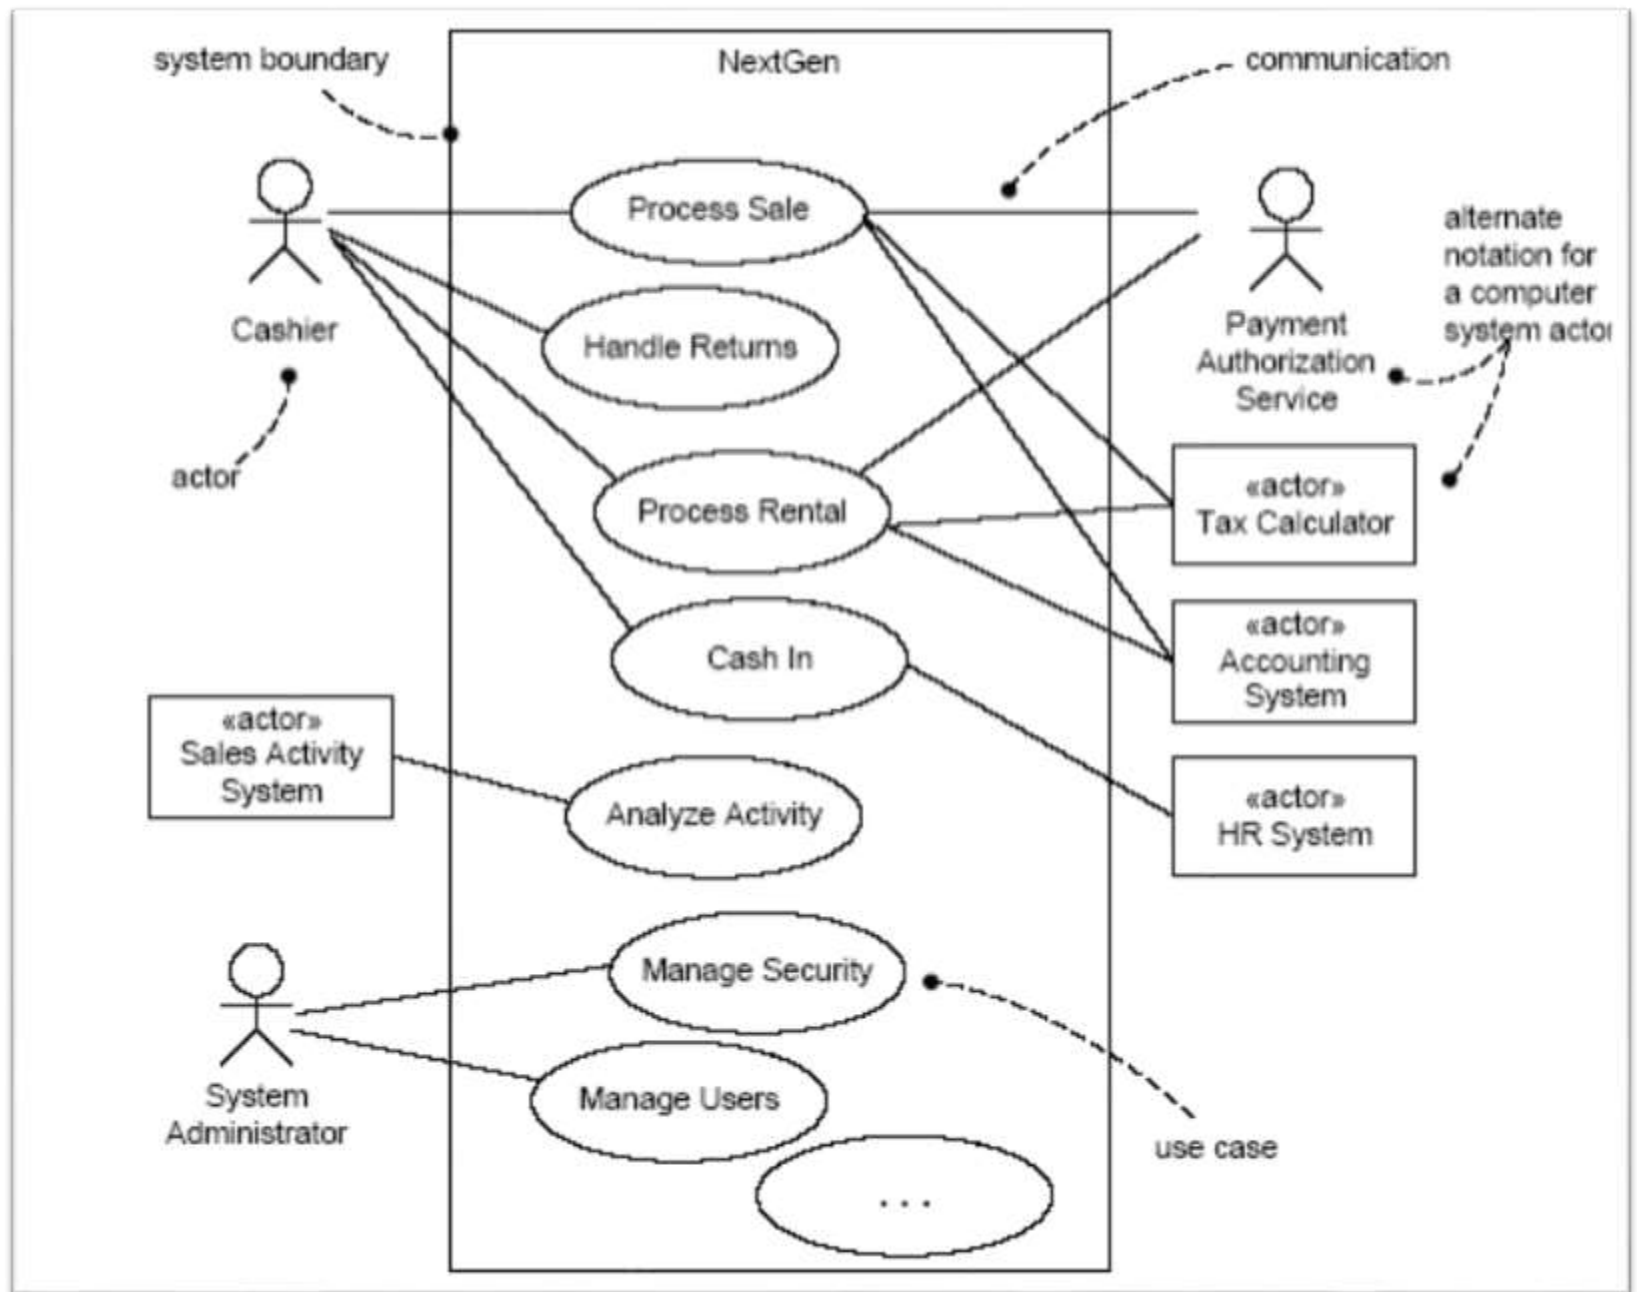 system boundary
NextGen
communication
Process Sale
alternate
notation for
a computer
system actor
Cashier
Handle Returns
Payment
Authorization
Service
actor
Process Rental
«actor»
Tax Calculator
Cash In
«actor»
Accounting
System
«actor»
Sales Activity
System
Analyze Activity
«actor»
HR System
Manage Security
System
Administrator
Manage Users
use case
. . .